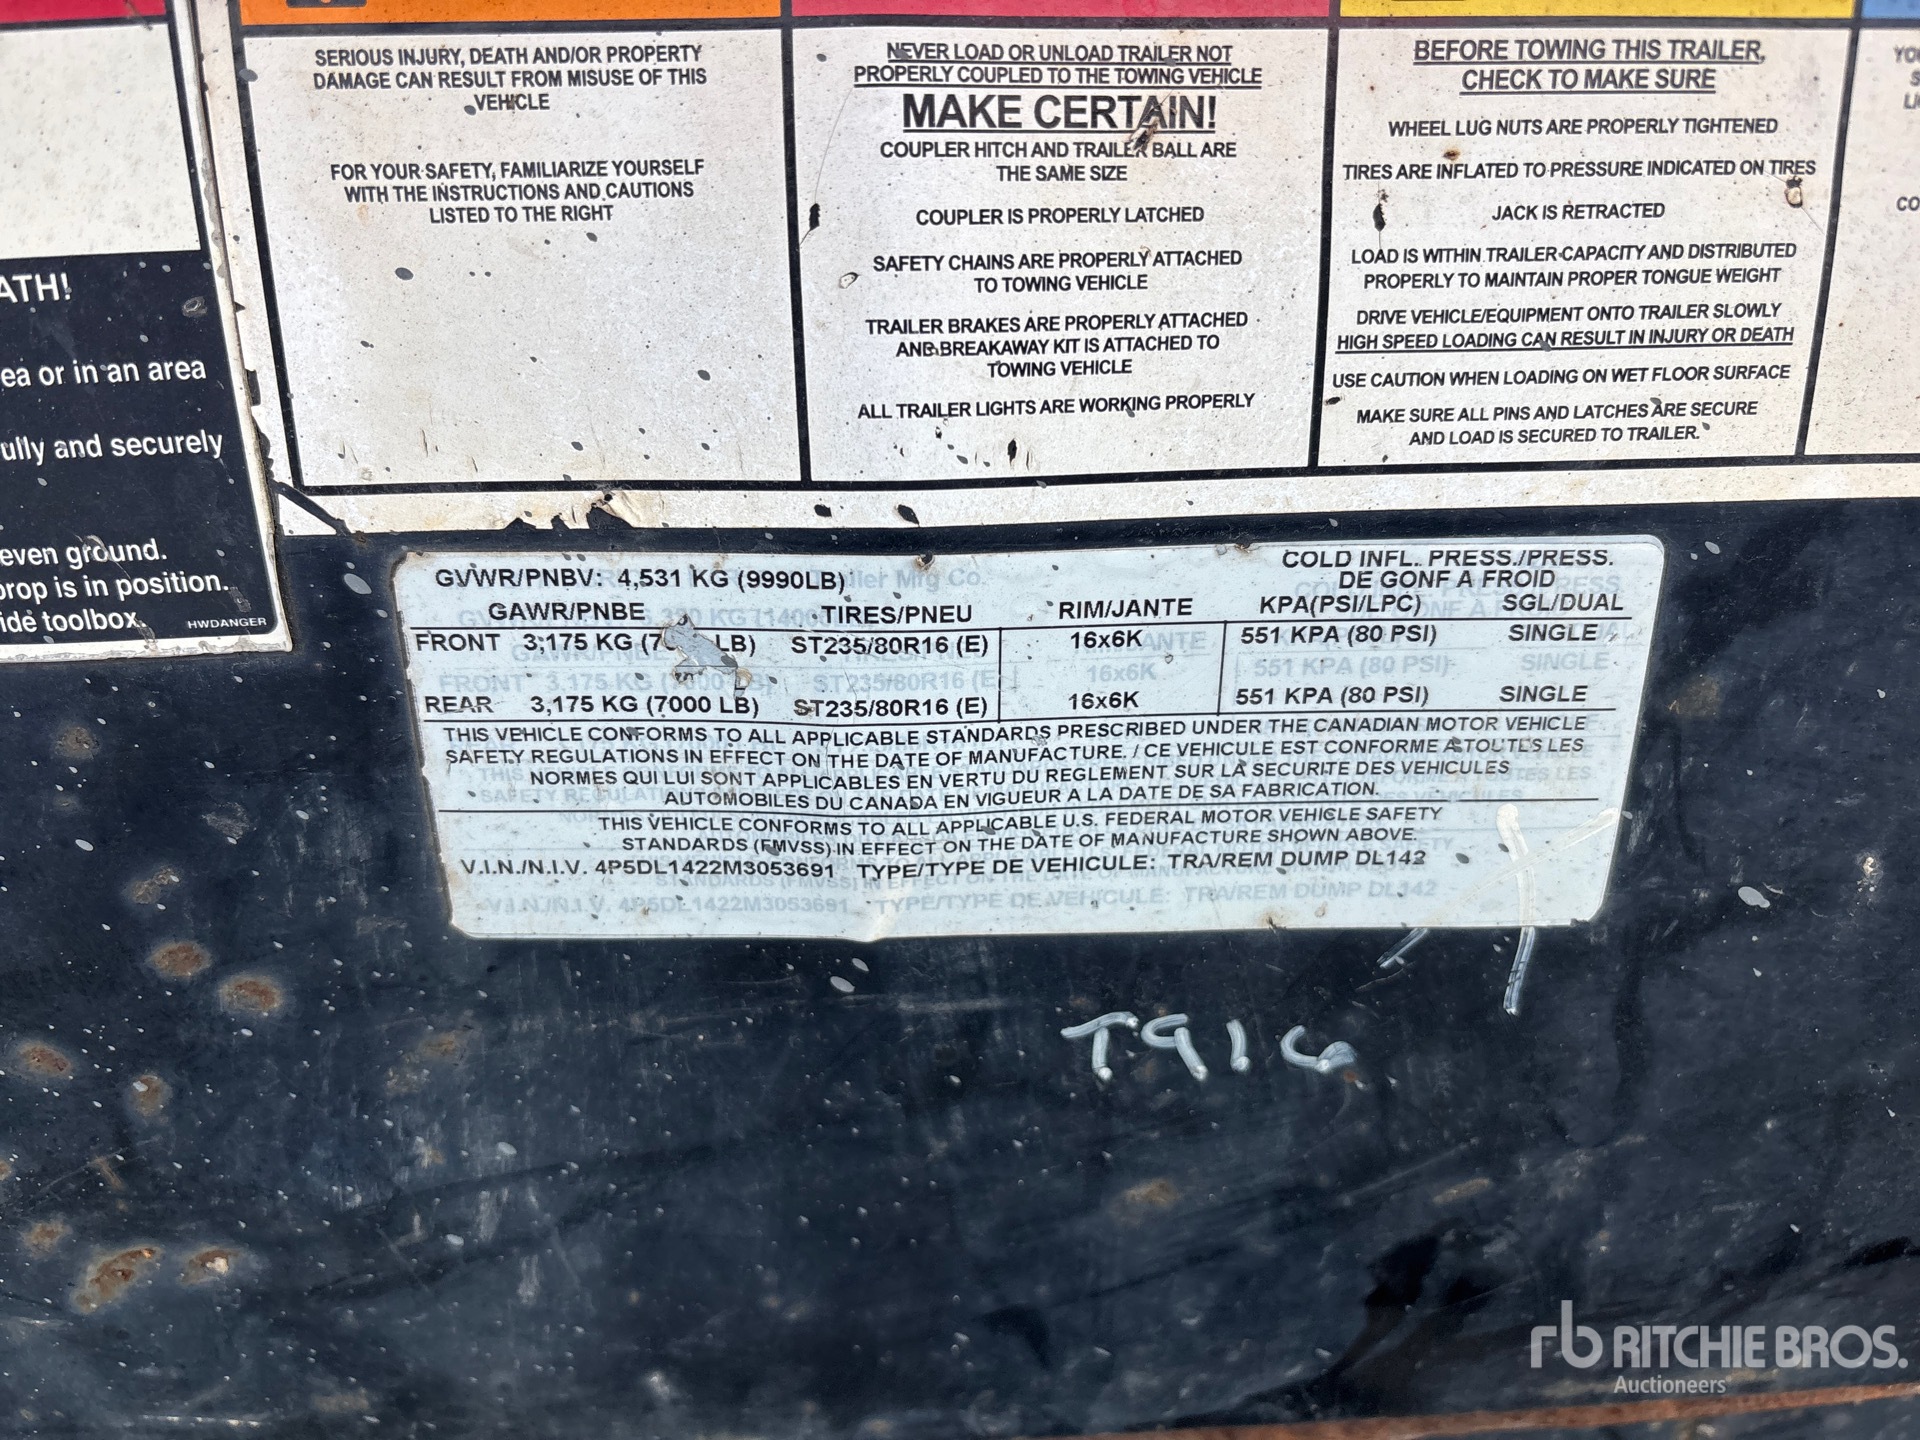 SERIOUS INJURY, DEATH AND/OR PROPERTY
DAMAGE CAN RESULT FROM MISUSE OF THIS
VEHICLE
FOR YOUR SAFETY, FAMILIARIZE YOURSELF
WITH THE INSTRUCTIONS AND CAUTIONS
LISTED TO THE RIGHT
NEVER LOAD OR UNLOAD TRAILER NOT
PROPERLY COUPLED TO THE TOWING VEHICLE
MAKE CERTAIN!
COUPLER HITCH AND TRAILER BALL ARE
THE SAME SIZE
COUPLER IS PROPERLY LATCHED
SAFETY CHAINS ARE PROPERLY ATTACHED
TO TOWING VEHICLE
TRAILER BRAKES ARE PROPERLY ATTACHED
AND BREAKAWAY KIT IS ATTACHED TO
TOWING VEHICLE
ALL TRAILER LIGHTS ARE WORKING PROPERLY
BEFORE TOWING THIS TRAILER,
CHECK TO MAKE SURE
WHEEL LUG NUTS ARE PROPERLY TIGHTENED
TIRES ARE INFLATED TO PRESSURE INDICATED ON TIRES
JACK IS RETRACTED
LOAD IS WITHIN TRAILER CAPACITY AND DISTRIBUTED
PROPERLY TO MAINTAIN PROPER TONGUE WEIGHT
DRIVE VEHICLE/EQUIPMENT ONTO TRAILER SLOWLY
HIGH SPEED LOADING CAN RESULT IN INJURY OR DEATH
USE CAUTION WHEN LOADING ON WET FLOOR SURFACE
MAKE SURE ALL PINS AND LATCHES ARE SECURE
AND LOAD IS SECURED TO TRAILER.
ATH!
ea or in an area
ully and securely
even ground.
prop is in position.
ide toolbox.
HWDANGER
GVWR/PNBV: 4,531 KG (9990LB)
COLD INFL. PRESS./PRESS.
DE GONF A FROID
GAWR/PNBE TIRES/PNEU RIM/JANTE KPA(PSI/LPC) SGL/DUAL
FRONT 3,175 KG (70 LB) ST235/80R16 (E) 16x6K 551 KPA (80 PSI) SINGLE
REAR 3,175 KG (7000 LB) ST235/80R16 (E) 16x6K 551 KPA (80 PSI) SINGLE
THIS VEHICLE CONFORMS TO ALL APPLICABLE STANDARDS PRESCRIBED UNDER THE CANADIAN MOTOR VEHICLE
SAFETY REGULATIONS IN EFFECT ON THE DATE OF MANUFACTURE. / CE VEHICULE EST CONFORME A TOUTES LES
NORMES QUI LUI SONT APPLICABLES EN VERTU DU REGLEMENT SUR LA SECURITE DES VEHICULES
AUTOMOBILES DU CANADA EN VIGUEUR A LA DATE DE SA FABRICATION.
THIS VEHICLE CONFORMS TO ALL APPLICABLE U.S. FEDERAL MOTOR VEHICLE SAFETY
STANDARDS (FMVSS) IN EFFECT ON THE DATE OF MANUFACTURE SHOWN ABOVE.
V.I.N./N.I.V. 4P5DL1422M3053691 TYPE/TYPE DE VEHICULE: TRA/REM DUMP DL142
T916
rb RITCHIE BROS.
Auctioneers